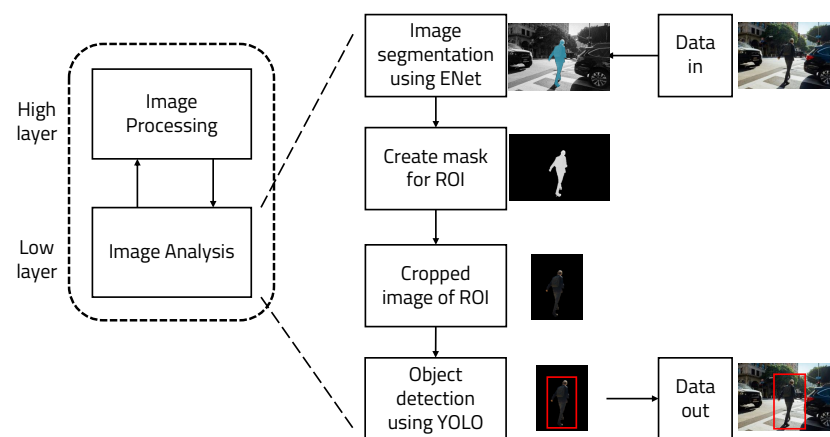 High
layer
Image
Processing
Low
layer
Image Analysis
Image
segmentation
using ENet
Data
in
Create mask
for ROI
Cropped
image of ROI
Object
detection
using YOLO
Data
out